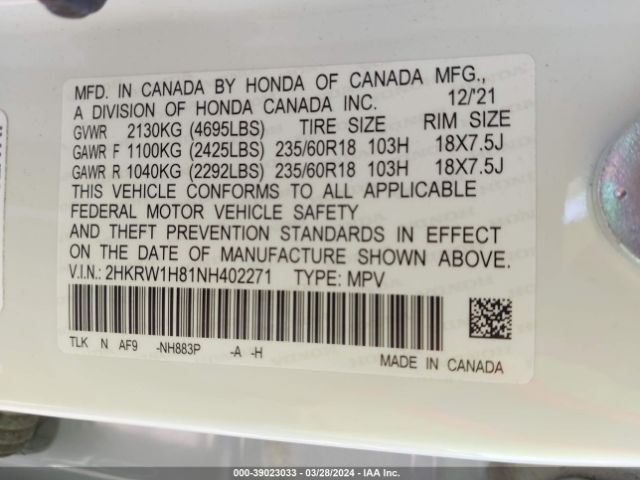 MFD. IN CANADA BY HONDA OF CANADA MFG.,
A DIVISION OF HONDA CANADA INC. 12/'21
GVWR 2130KG (4695LBS) TIRE SIZE RIM SIZE
GAWR F 1100KG (2425LBS) 235/60R18 103H 18X7.5J
GAWR R 1040KG (2292LBS) 235/60R18 103H 18X7.5J
THIS VEHICLE CONFORMS TO ALL APPLICABLE
FEDERAL MOTOR VEHICLE SAFETY
AND THEFT PREVENTION STANDARDS IN EFFECT
ON THE DATE OF MANUFACTURE SHOWN ABOVE.
V.I.N.: 2HKRW1H81NH402271 TYPE: MPV
TLK N AF9 -NH883P -A -H
MADE IN CANADA
000-39023033 - 03/28/2024 - IAA Inc.